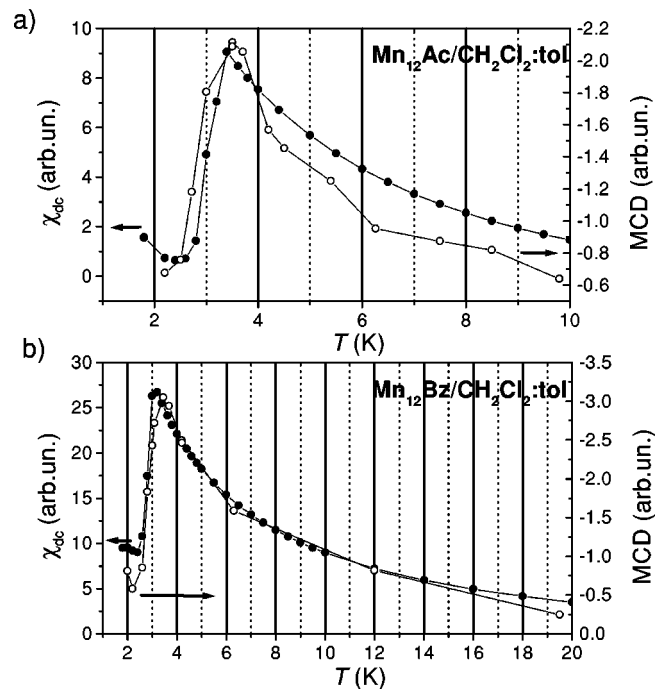 a)
Mn₁₂Ac/CH₂Cl₂:tol
10
8
6
4
2
0
χdc (arb.un.)
-2.2
-2.0
-1.8
-1.6
-1.4
-1.2
-1.0
-0.8
-0.6
MCD (arb.un.)
2 4 6 8 10
T (K)
b)
Mn₁₂Bz/CH₂Cl₂:tol
30
25
20
15
10
5
0
χdc (arb.un.)
-3.5
-3.0
-2.5
-2.0
-1.5
-1.0
-0.5
0.0
MCD (arb.un.)
2 4 6 8 10 12 14 16 18 20
T (K)